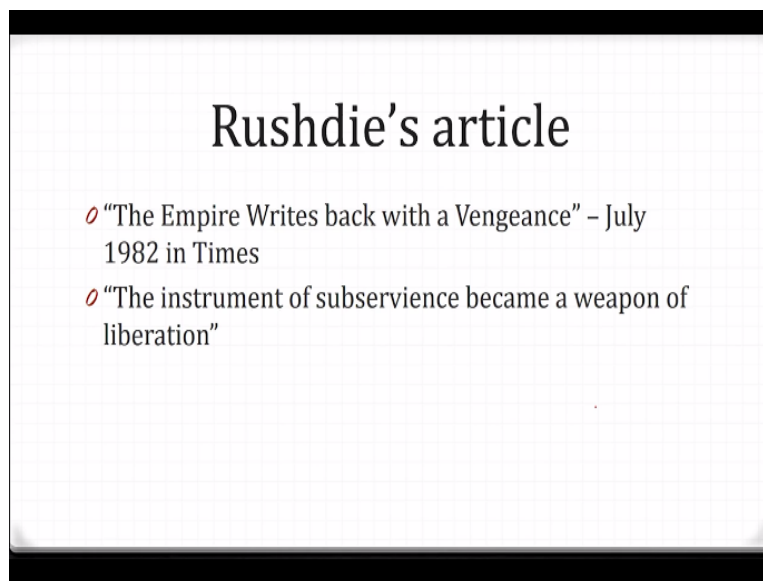 Rushdie’s article
“The Empire Writes back with a Vengeance” – July
1982 in Times
“The instrument of subservience became a weapon of
liberation”